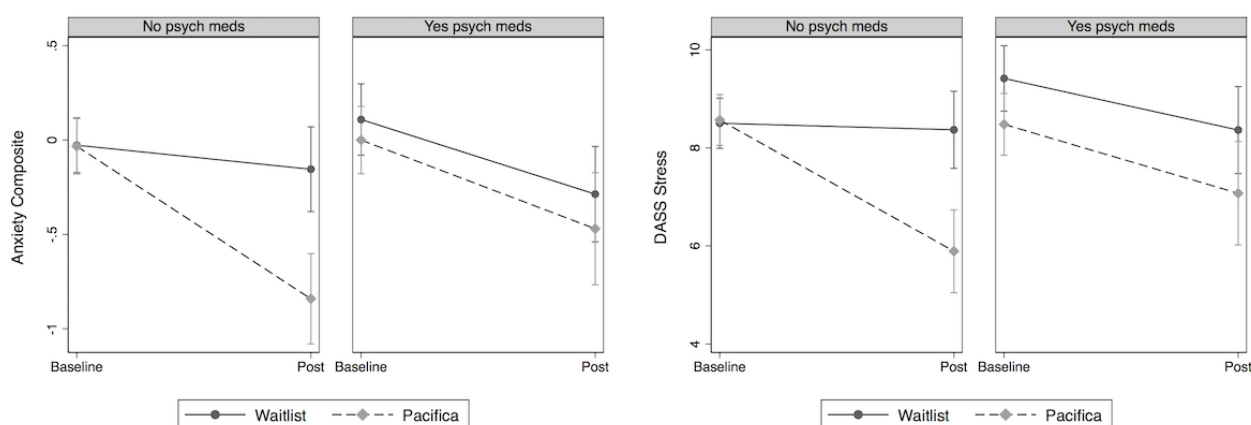 No psych meds
Yes psych meds
Anxiety Composite
.5
0
-.5
-1
Baseline
Post
Baseline
Post
Waitlist
Pacifica
No psych meds
Yes psych meds
DASS Stress
10
8
6
4
Baseline
Post
Baseline
Post
Waitlist
Pacifica